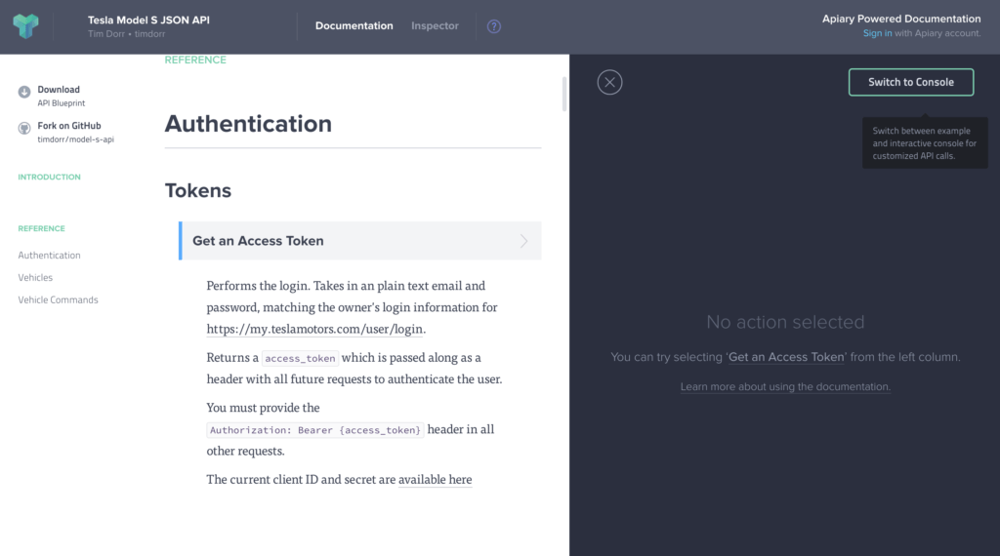 Tesla Model S JSON API
Tim Dorr • timdorr
Documentation
Inspector
?
Apiary Powered Documentation
Sign in with Apiary account.
Download
API Blueprint
Fork on GitHub
timdorr/model-s-api
INTRODUCTION
REFERENCE
Authentication
Vehicles
Vehicle Commands
REFERENCE
Authentication
Tokens
Get an Access Token
Performs the login. Takes in an plain text email and
password, matching the owner's login information for
https://my.teslamotors.com/user/login.
Returns a access_token which is passed along as a
header with all future requests to authenticate the user.
You must provide the
Authorization: Bearer {access_token} header in all
other requests.
The current client ID and secret are available here
Switch to Console
Switch between example
and interactive console for
customized API calls.
No action selected
You can try selecting 'Get an Access Token' from the left column.
Learn more about using the documentation.